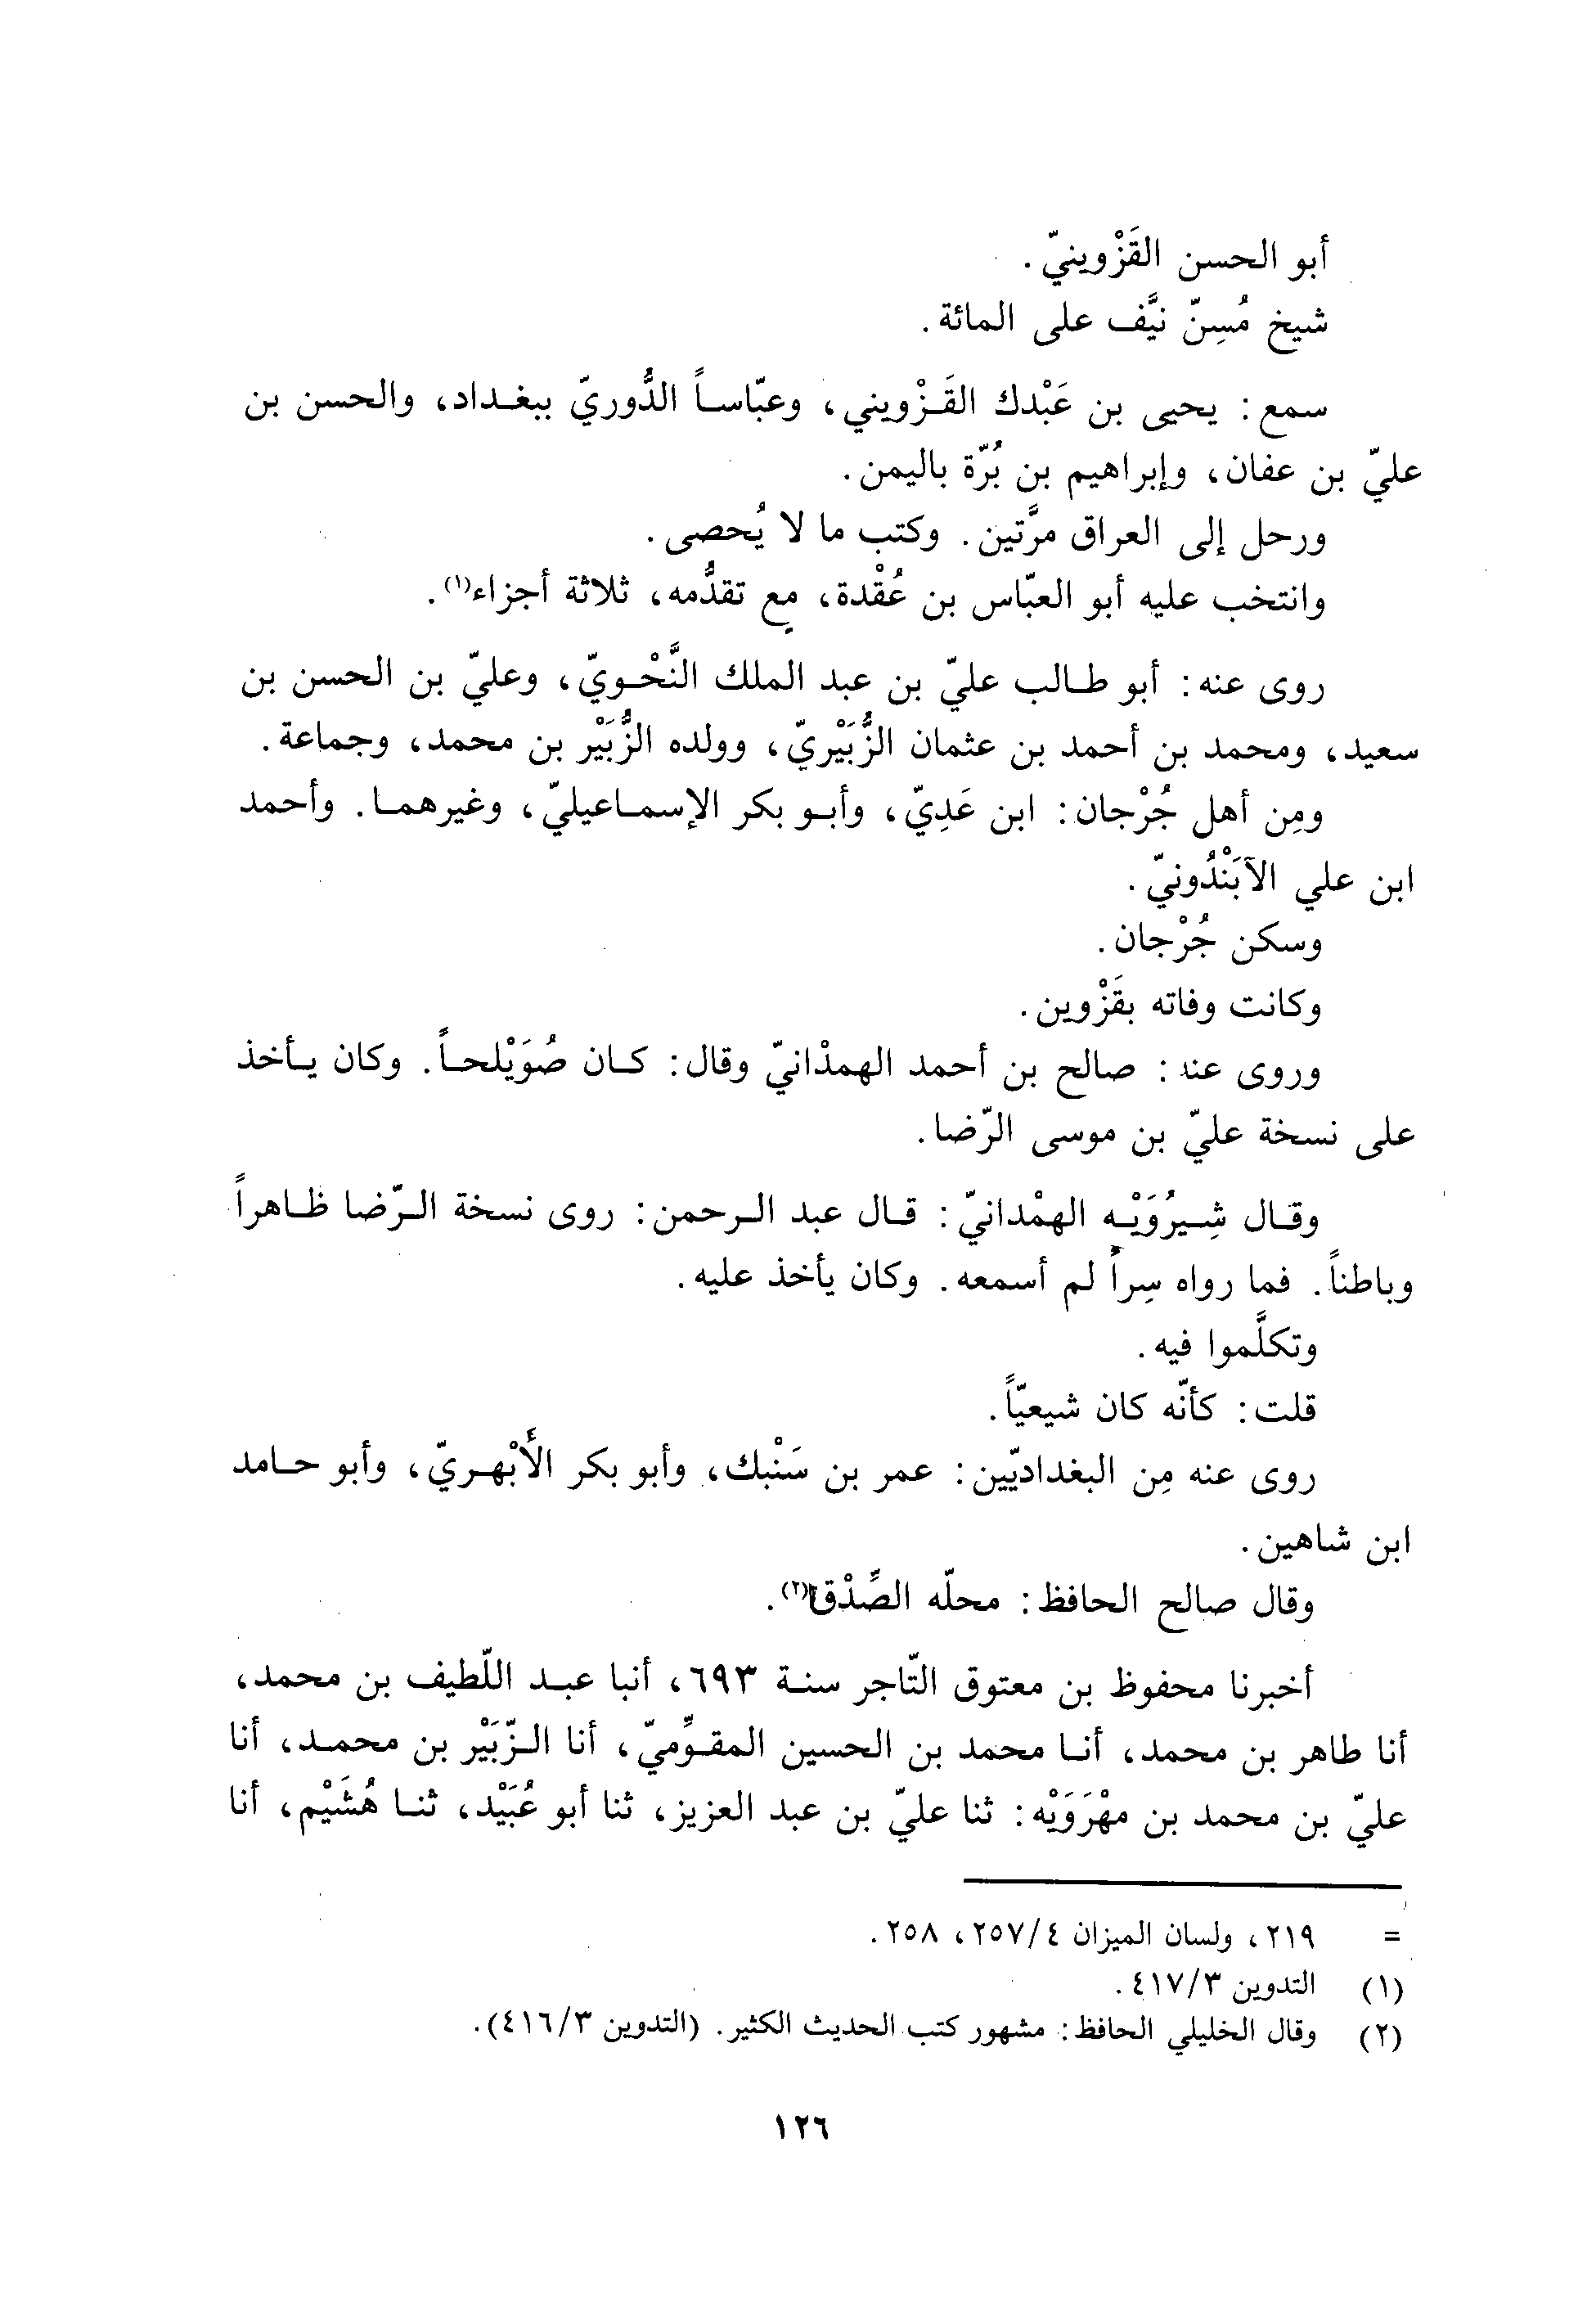 أبو الحسن القَزْوينيّ.
شيخ مُسِنّ نيَّف على المائة.
سمع: يحيى بن عَبْدك القَزْويني، وعبّاساً الدُّوريّ ببغداد، والحسن بن
عليّ بن عفان، وإبراهيم بن بُرّة باليمن.
ورحل إلى العراق مرَّتين. وكتب ما لا يُحصى.
وانتخب عليه أبو العبّاس بن عُقْدة، مع تقدُّمه، ثلاثة أجزاء(١).
روى عنه: أبو طالب عليّ بن عبد الملك النَّحْويّ، وعليّ بن الحسن بن
سعيد، ومحمد بن أحمد بن عثمان الزُّبَيْريّ، وولده الزُّبَيْر بن محمد، وجماعة.
ومِن أهل جُرْجان: ابن عَدِيّ، وأبو بكر الإسماعيليّ، وغيرهما. وأحمد
ابن علي الآبَنْدُونيّ.
وسكن جُرْجان.
وكانت وفاته بقَزْوين.
وروى عنه: صالح بن أحمد الهمذْانيّ وقال: كان صُوَيْلحاً. وكان يأخذ
على نسخة عليّ بن موسى الرّضا.
وقال شِيرُوَيْه الهمْدانيّ: قال عبد الرحمن: روى نسخة الرّضا ظاهراً
وباطناً. فما رواه سِراً لم أسمعه. وكان يأخذ عليه.
وتكلَّموا فيه.
قلت: كأنّه كان شيعيّاً.
روى عنه مِن البغداديّين: عمر بن سَنْبك، وأبو بكر الأَبْهريّ، وأبو حامد
ابن شاهين.
وقال صالح الحافظ: محلّه الصِّدْق(٢).
أخبرنا محفوظ بن معتوق التّاجر سنة ٦٩٣، أنبا عبد اللّطيف بن محمد،
أنا طاهر بن محمد، أنا محمد بن الحسين المقوِّميّ، أنا الزّبَيْر بن محمد، أنا
عليّ بن محمد بن مهْرَوَيْه: ثنا عليّ بن عبد العزيز، ثنا أبو عُبَيْد، ثنا هُشَيْم، أنا
= ٢١٩، ولسان الميزان ٢٥٧/٤، ٢٥٨.
(١) التدوين ٤١٧/٣.
(٢) وقال الخليلي الحافظ: مشهور كتب الحديث الكثير. (التدوين ٤١٦/٣).
١٢٦